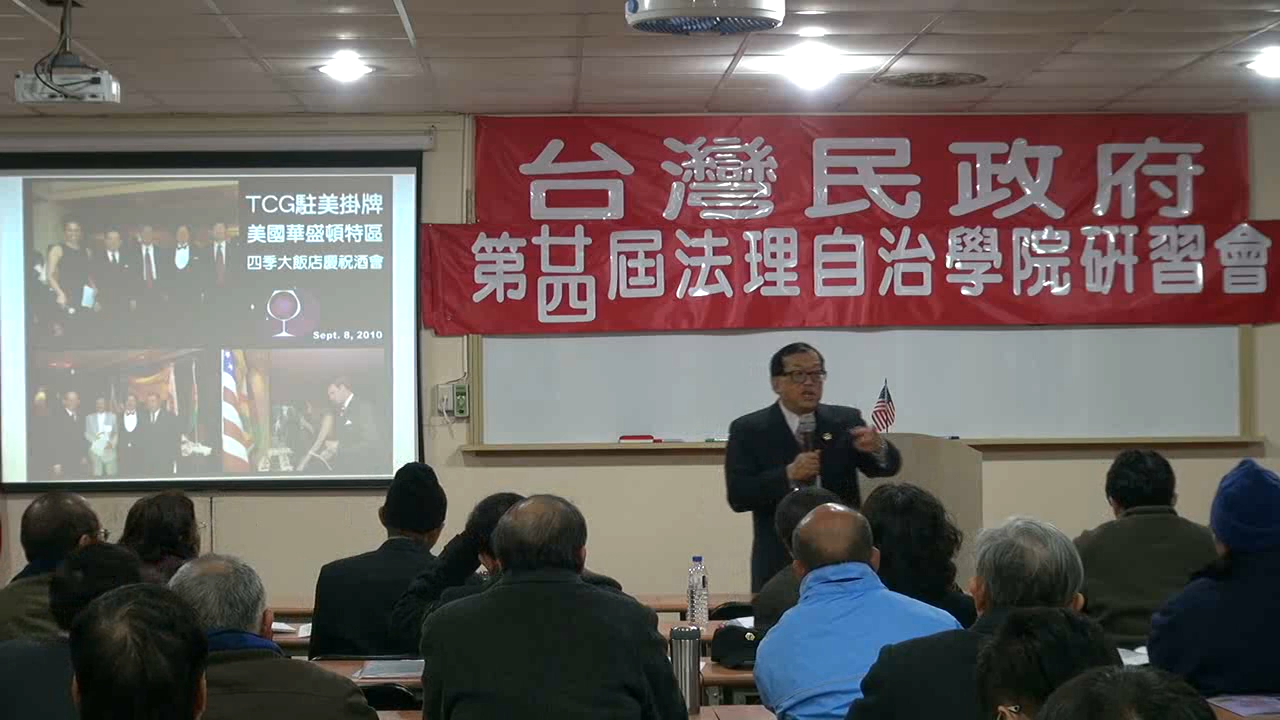 TCG駐美掛牌
美國華盛頓特區
四季大飯店慶祝酒會
Sept. 8, 2010
台灣民政府
第廿四屆法理自治學院研習會